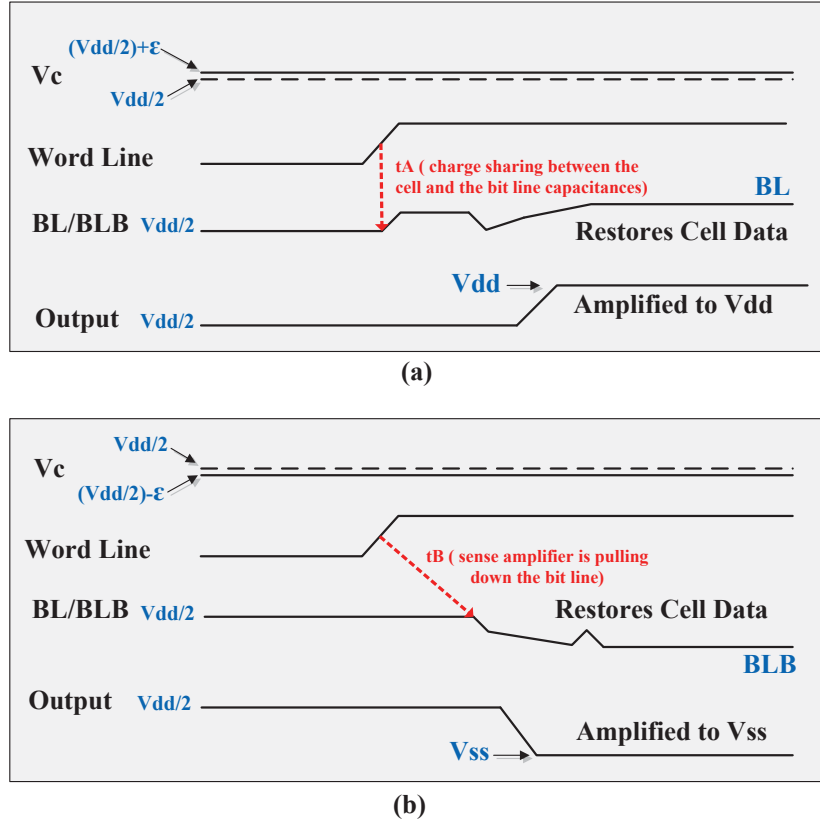 (Vdd/2)+ε
Vc
Vdd/2
Word Line
tA ( charge sharing between the
cell and the bit line capacitances)
BL
BL/BLB Vdd/2
Restores Cell Data
Vdd
Amplified to Vdd
Output Vdd/2
(a)
Vdd/2
Vc
(Vdd/2)-ε
Word Line
tB ( sense amplifier is pulling
down the bit line)
BL/BLB Vdd/2
Restores Cell Data
BLB
Output Vdd/2
Amplified to Vss
Vss
(b)